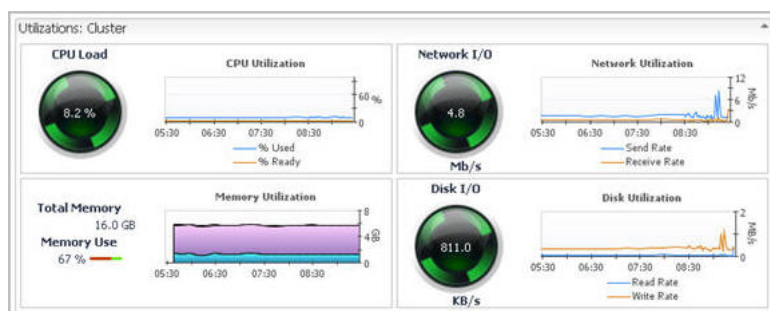 Utilizations: Cluster
CPU Load
8.2 %
CPU Utilization
60
0
%
05:30 06:30 07:30 08:30
% Used
% Ready
Network I/O
4.8
Mb/s
Network Utilization
12
6
0
Mb/s
05:30 06:30 07:30 08:30
Send Rate
Receive Rate
Total Memory
16.0 GB
Memory Use
67 %
Memory Utilization
8
4
0
GB
05:30 06:30 07:30 08:30
Disk I/O
811.0
KB/s
Disk Utilization
2
0
MB/s
05:30 06:30 07:30 08:30
Read Rate
Write Rate